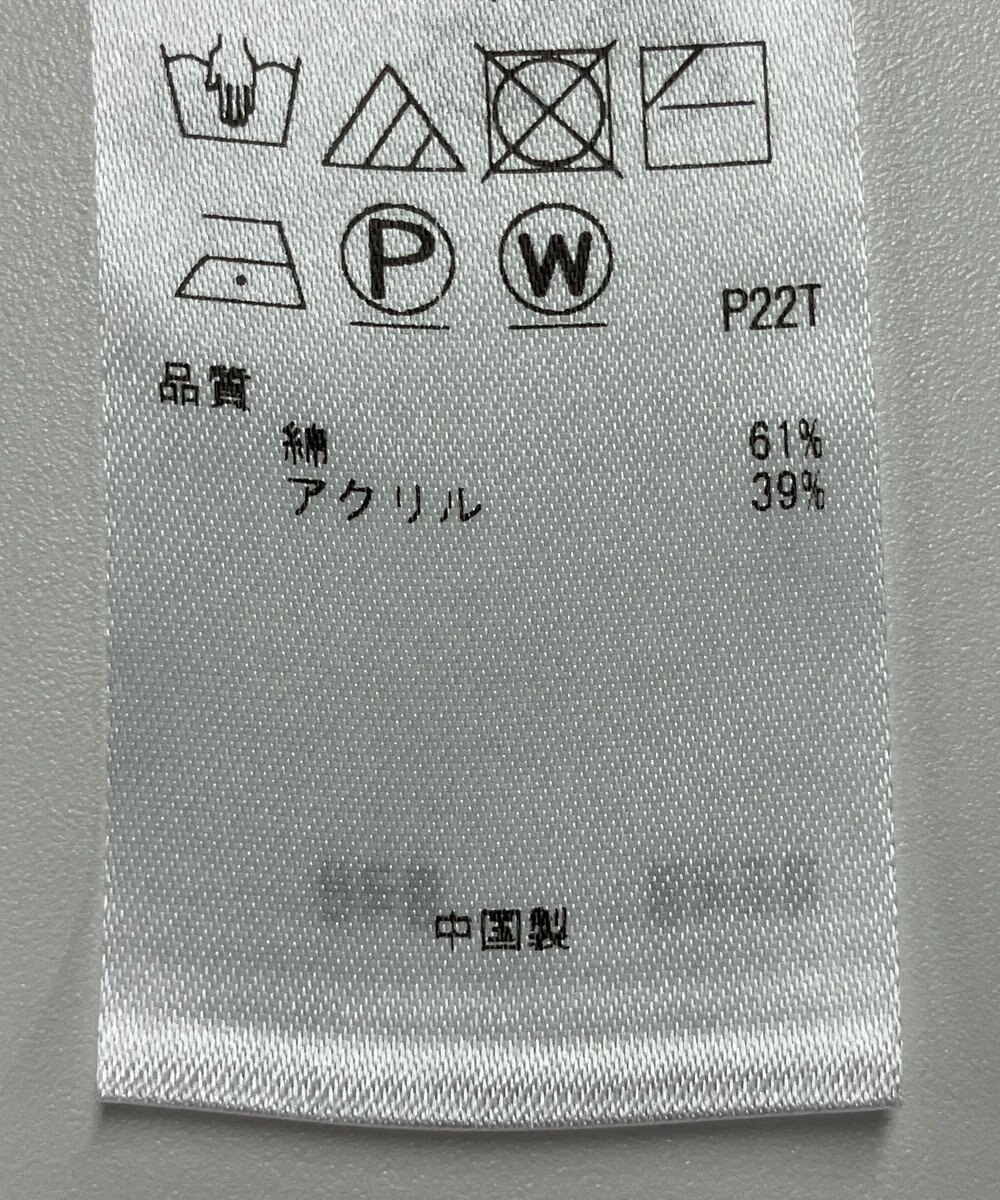 P W
P22T
品質
綿 61%
アクリル 39%
中国製